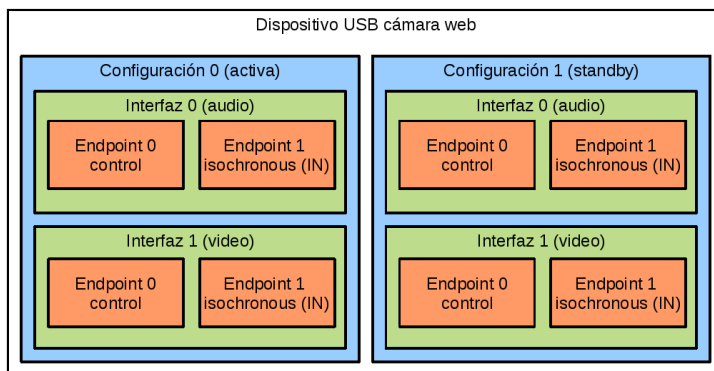 Dispositivo USB cámara web
Configuración 0 (activa)
Interfaz 0 (audio)
Endpoint 0
control
Endpoint 1
isochronous (IN)
Interfaz 1 (video)
Endpoint 0
control
Endpoint 1
isochronous (IN)
Configuración 1 (standby)
Interfaz 0 (audio)
Endpoint 0
control
Endpoint 1
isochronous (IN)
Interfaz 1 (video)
Endpoint 0
control
Endpoint 1
isochronous (IN)